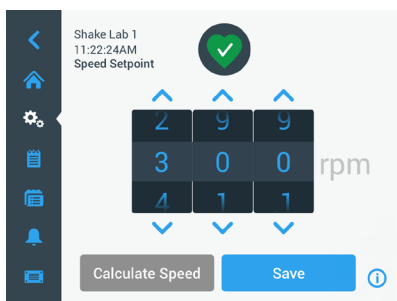 Shake Lab 1
11:22:24AM
Speed Setpoint
2 9 9
3 0 0 rpm
4 1 1
Calculate Speed Save